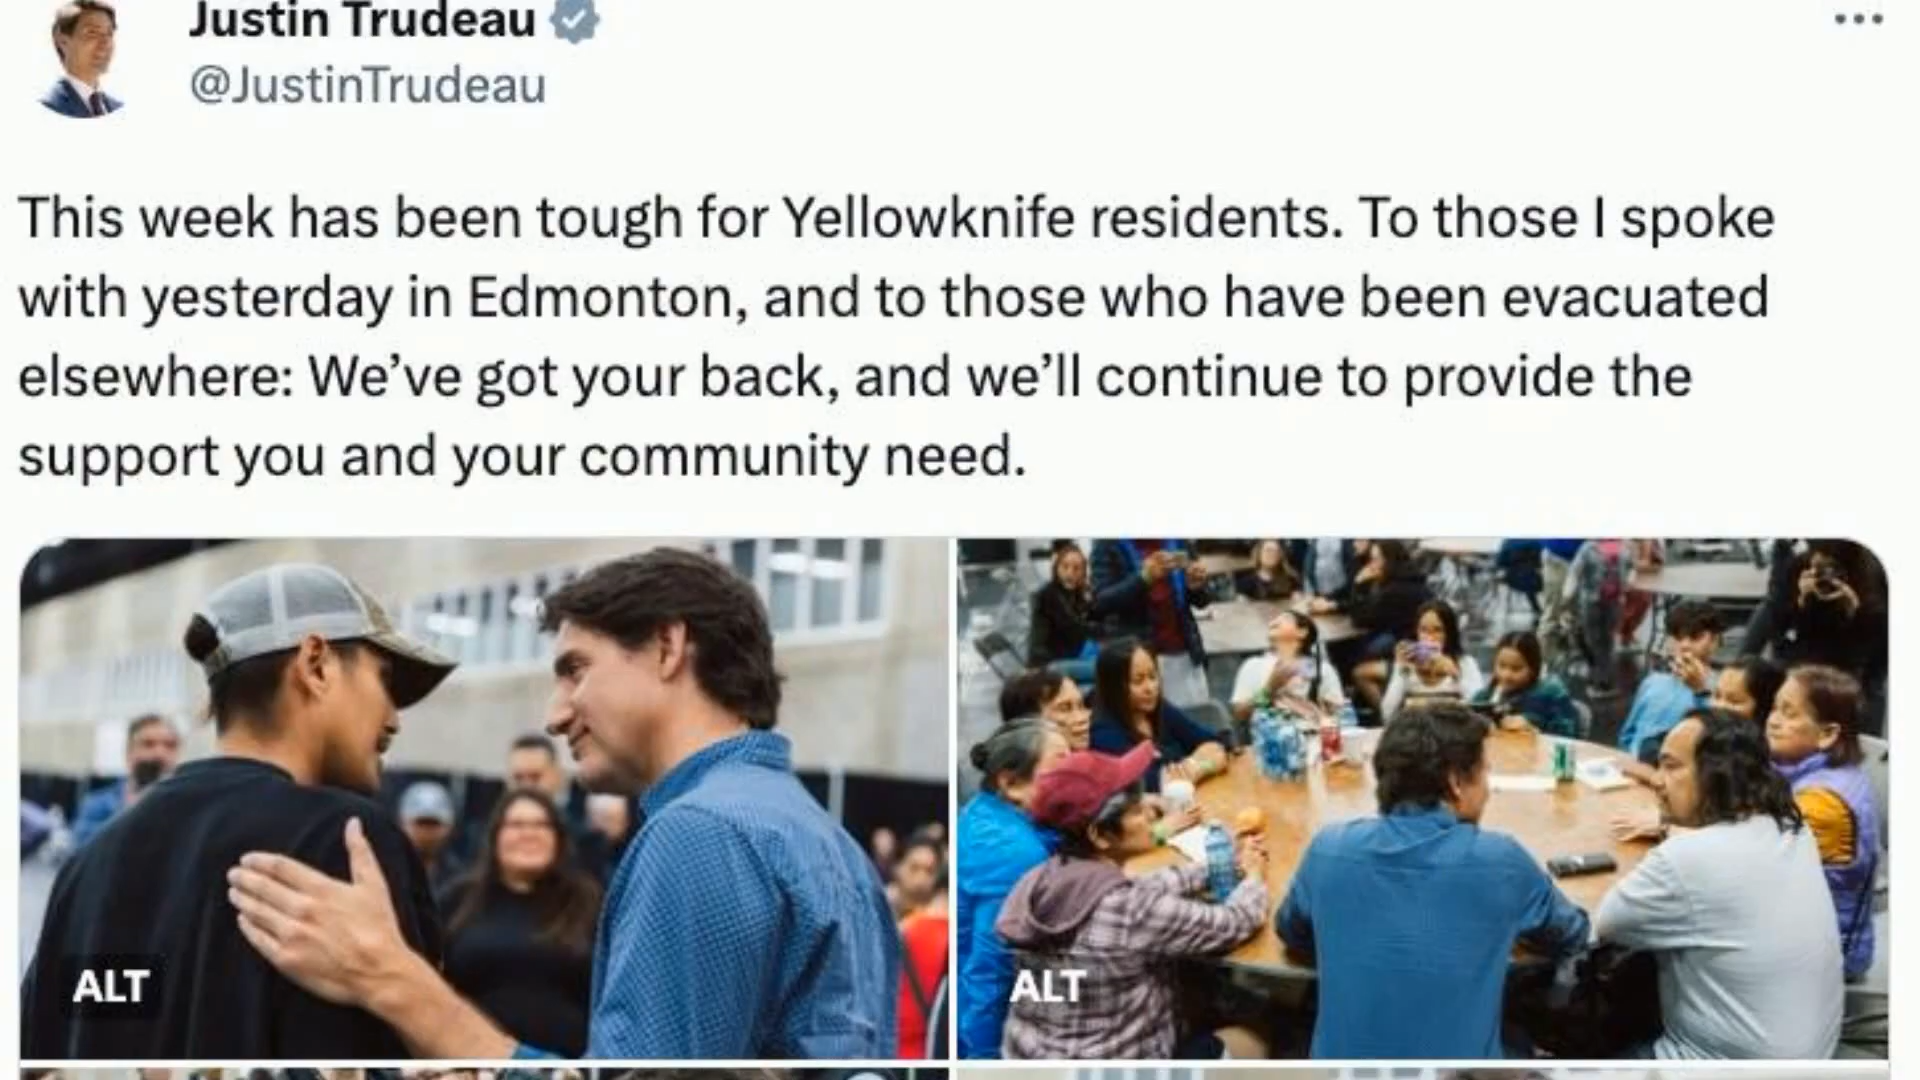 Justin Trudeau
@JustinTrudeau
This week has been tough for Yellowknife residents. To those I spoke
with yesterday in Edmonton, and to those who have been evacuated
elsewhere: We’ve got your back, and we’ll continue to provide the
support you and your community need.
ALT
ALT